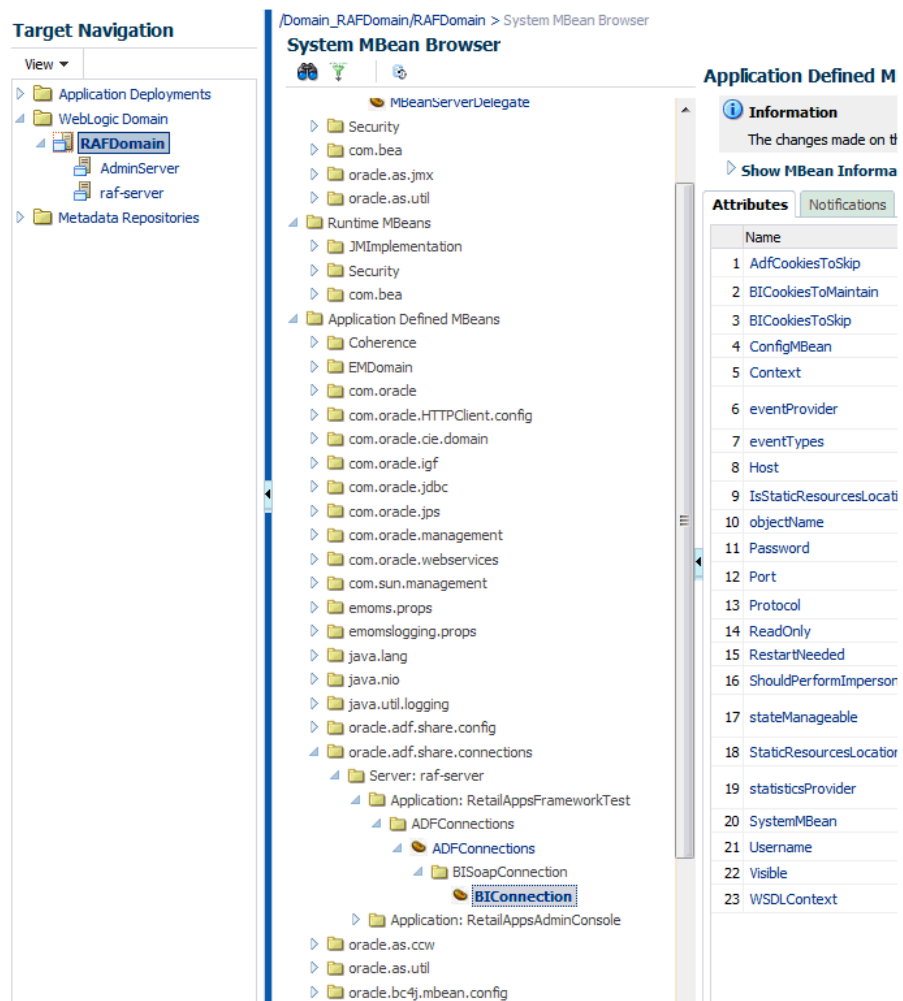 Target Navigation
View
Application Deployments
WebLogic Domain
RAFDomain
AdminServer
raf-server
Metadata Repositories
/Domain_RAFDomain/RAFDomain > System MBean Browser
System MBean Browser
MBeanServerDelegate
Security
com.bea
oracle.as.jmx
oracle.as.util
Runtime MBeans
JMImplementation
Security
com.bea
Application Defined MBeans
Coherence
EMDomain
com.oracle
com.oracle.HTTPClient.config
com.oracle.cie.domain
com.oracle.igf
com.oracle.jdbc
com.oracle.jps
com.oracle.management
com.oracle.webservices
com.sun.management
emoms.props
emomslogging.props
java.lang
java.nio
java.util.logging
oracle.adf.share.config
oracle.adf.share.connections
Server: raf-server
Application: RetailAppsFrameworkTest
ADFConnections
ADFConnections
BISoapConnection
BIConnection
Application: RetailAppsAdminConsole
oracle.as.ccw
oracle.as.util
oracle.bc4j.mbean.config
Application Defined M
Information
The changes made on th
Show MBean Informa
Attributes Notifications
Name
1 AdfCookiesToSkip
2 BICookiesToMaintain
3 BICookiesToSkip
4 ConfigMBean
5 Context
6 eventProvider
7 eventTypes
8 Host
9 IsStaticResourcesLocati
10 objectName
11 Password
12 Port
13 Protocol
14 ReadOnly
15 RestartNeeded
16 ShouldPerformImperson
17 stateManageable
18 StaticResourcesLocation
19 statisticsProvider
20 SystemMBean
21 Username
22 Visible
23 WSDLContext